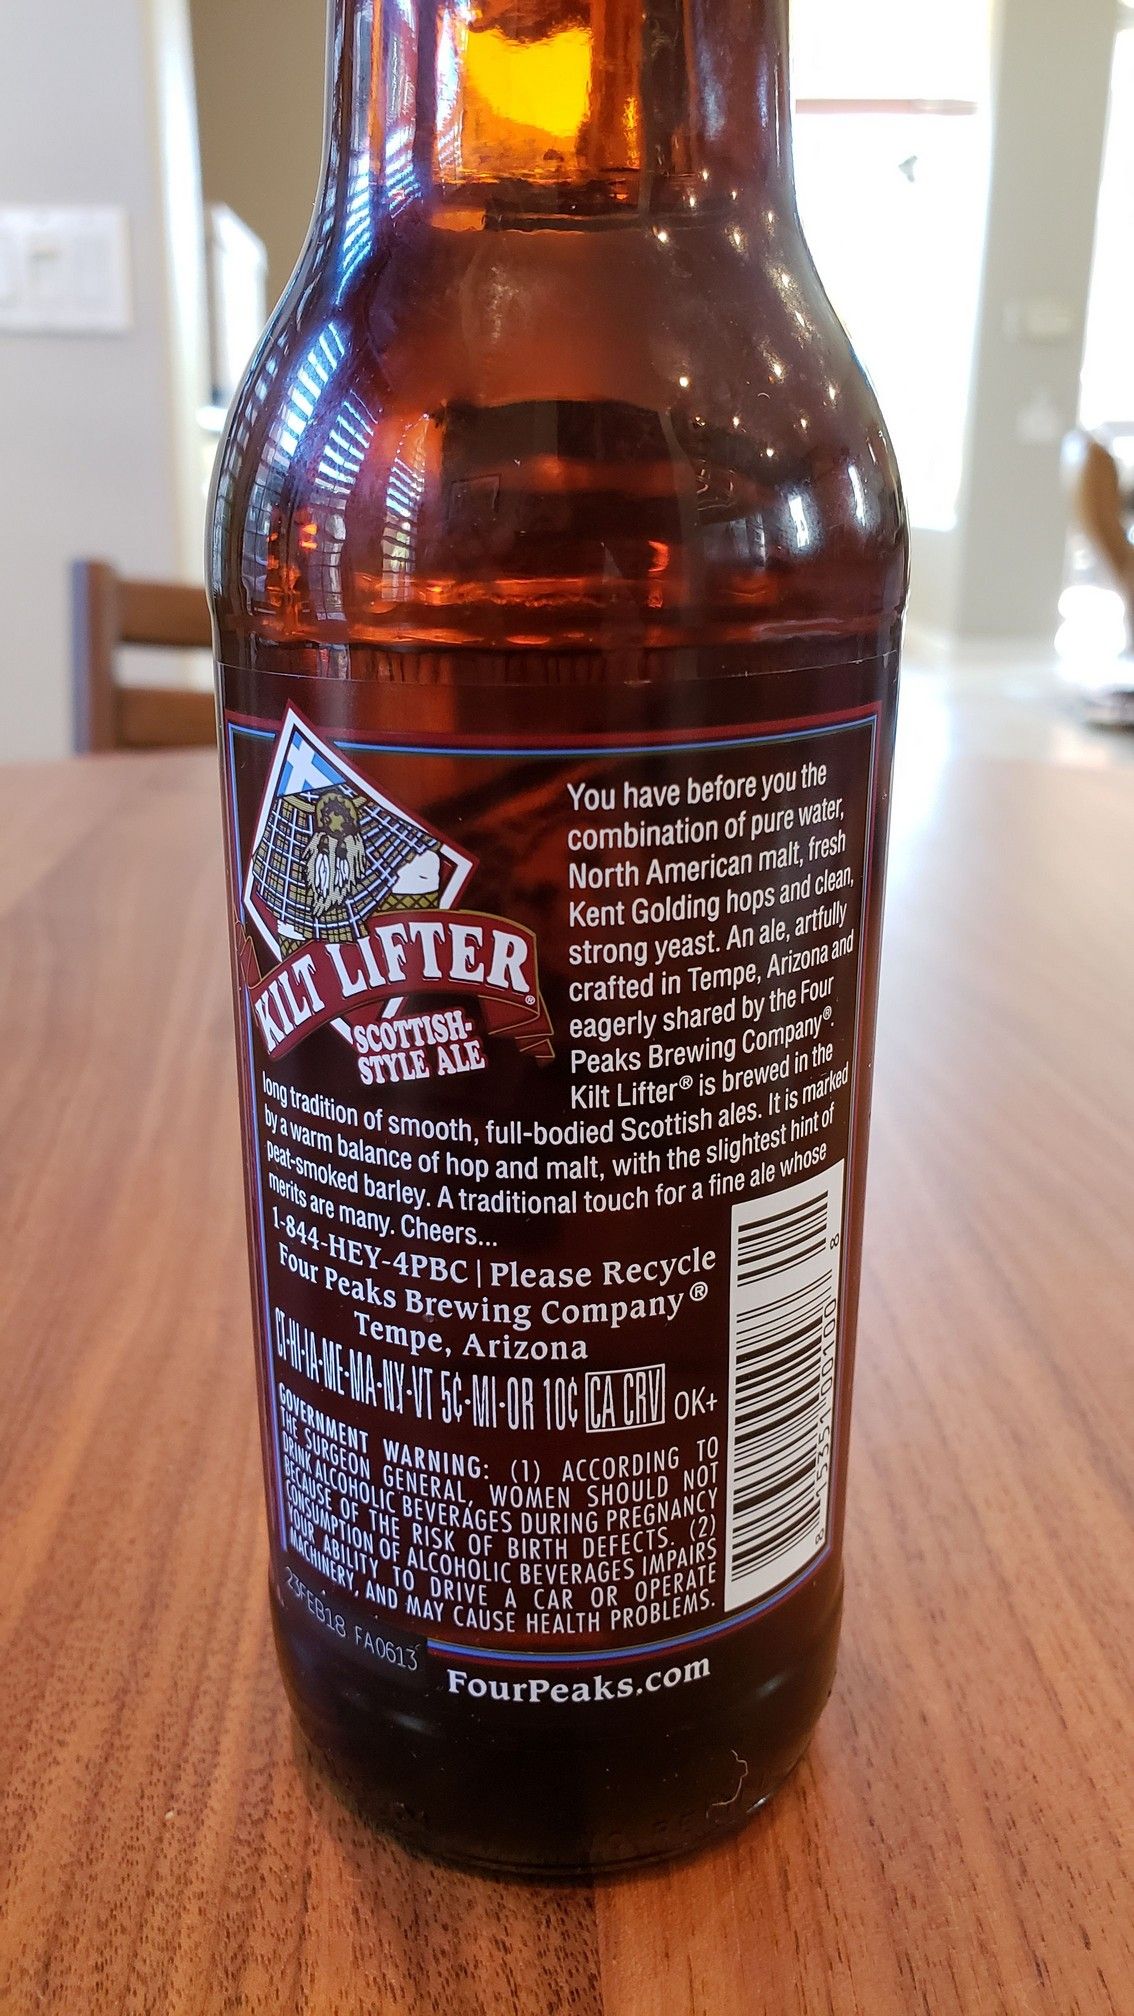 KILT LIFTER®
SCOTTISH-
STYLE ALE
You have before you the
combination of pure water,
North American malt, fresh
Kent Golding hops and clean,
strong yeast. An ale, artfully
crafted in Tempe, Arizona and
eagerly shared by the Four
Peaks Brewing Company®.
Kilt Lifter® is brewed in the
long tradition of smooth, full-bodied Scottish ales. It is marked
by a warm balance of hop and malt, with the slightest hint of
peat-smoked barley. A traditional touch for a fine ale whose
merits are many. Cheers...
1-844-HEY-4PBC | Please Recycle
Four Peaks Brewing Company®
Tempe, Arizona
CT-HI-IA-ME-MA-NY-VT 5¢-MI-OR 10¢ CA CRV OK+
GOVERNMENT WARNING: (1) ACCORDING TO
THE SURGEON GENERAL, WOMEN SHOULD NOT
DRINK ALCOHOLIC BEVERAGES DURING PREGNANCY
BECAUSE OF THE RISK OF BIRTH DEFECTS. (2)
CONSUMPTION OF ALCOHOLIC BEVERAGES IMPAIRS
YOUR ABILITY TO DRIVE A CAR OR OPERATE
MACHINERY, AND MAY CAUSE HEALTH PROBLEMS.
8 15351 00100 8
23FEB18 FA0613
FourPeaks.com